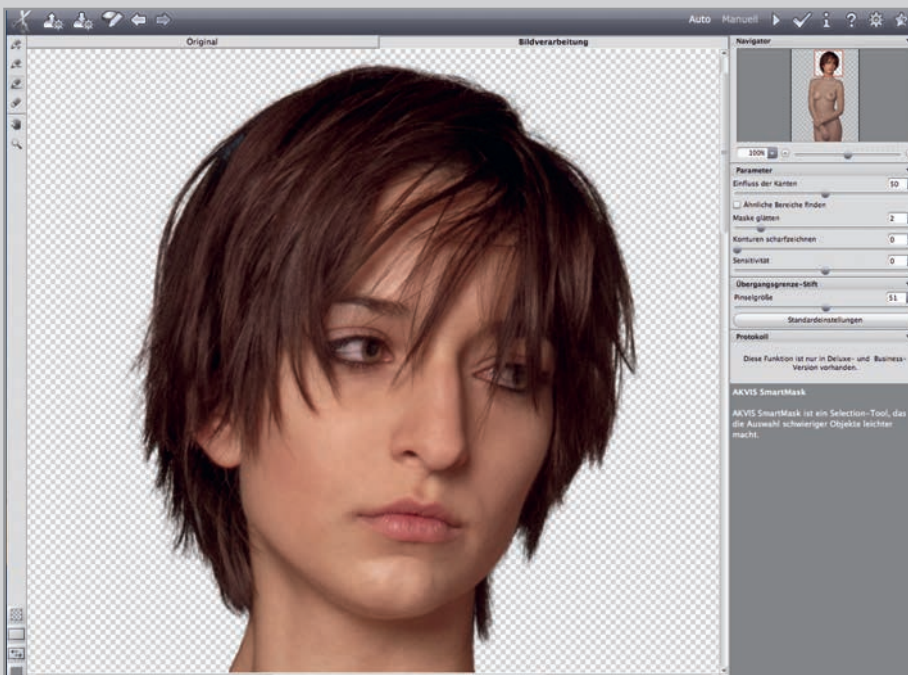 Auto Manuell
Original
Bildverarbeitung
Navigator
100%
Parameter
Einfluss der Kanten 50
Ähnliche Bereiche finden
Maske glätten 2
Konturen scharfzeichnen 0
Sensitivität 0
Übergangsgrenze-Stift
Pinselgröße 51
Standardeinstellungen
Protokoll
Diese Funktion ist nur in Deluxe- und Business-
Version vorhanden.
AKVIS SmartMask
AKVIS SmartMask ist ein Selection-Tool, das
die Auswahl schwieriger Objekte leichter
macht.